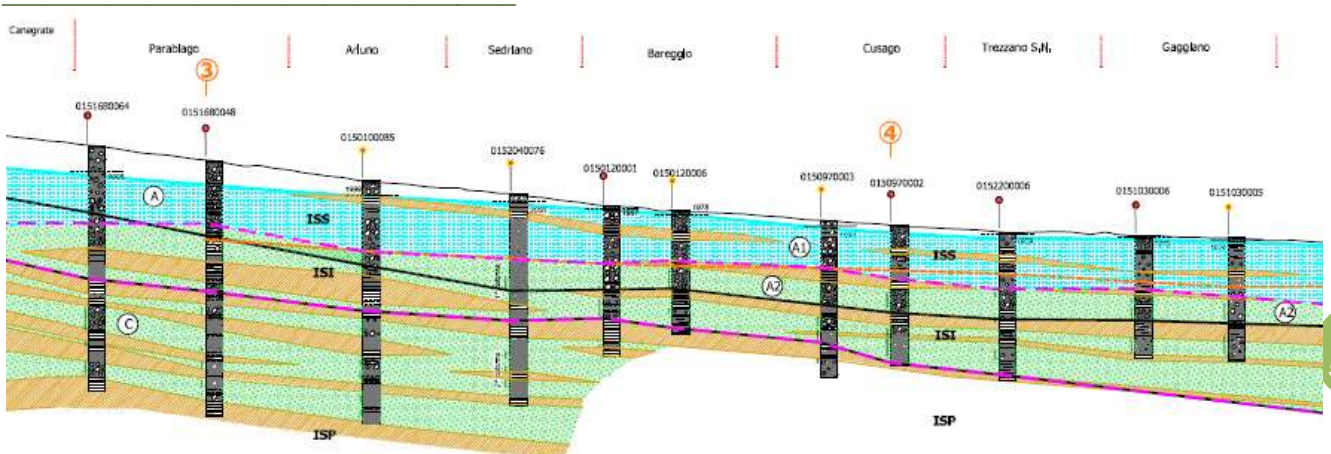 Canegrate
Parabiago
Arluno
Sedriano
Bareggio
Cusago
Trezzano S,N,
Gaggiano
3
4
0151680064
0151680048
0150100085
0152040076
0150120001
0150120006
0150970003
0150970002
0152200006
0151030006
0151030005
A
ISS
A1
ISS
ISI
A2
A2
C
ISI
ISP
ISP